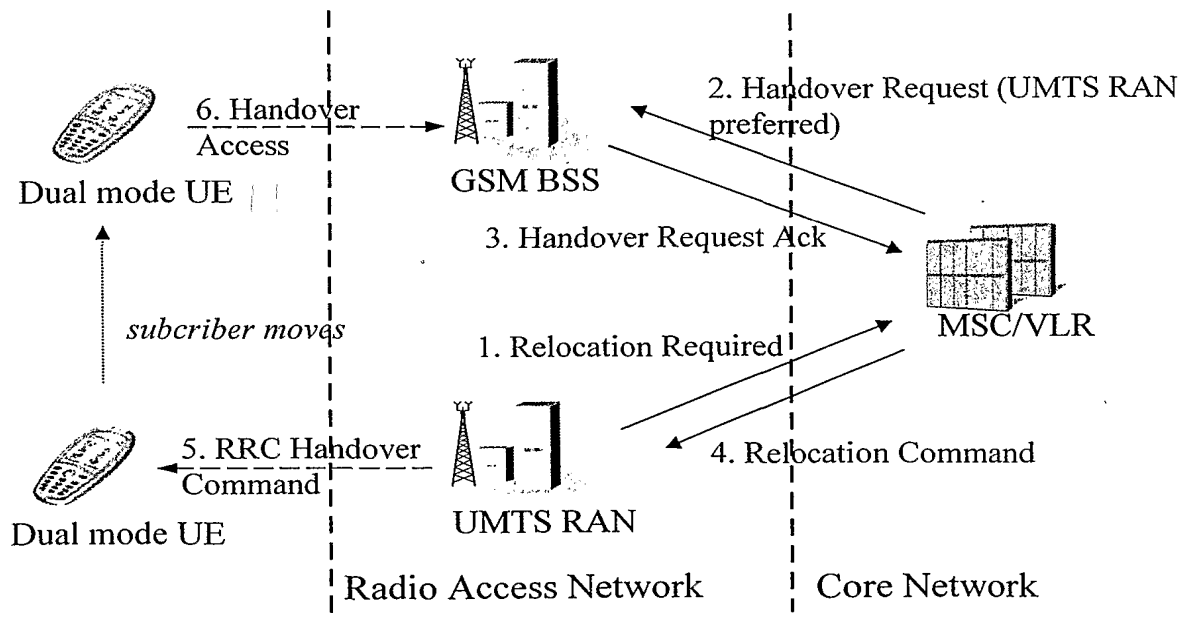 2. Handover Request (UMTS RAN
preferred)
6. Handover
Access
Dual mode UE
GSM BSS
3. Handover Request Ack
MSC/VLR
subcriber moves
1. Relocation Required
5. RRC Handover
Command
4. Relocation Command
Dual mode UE
UMTS RAN
Radio Access Network
Core Network